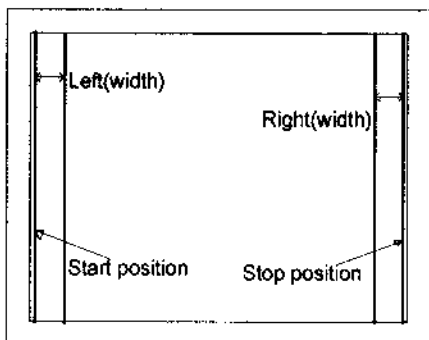 Left(width)
Right(width)
Start position
Stop position